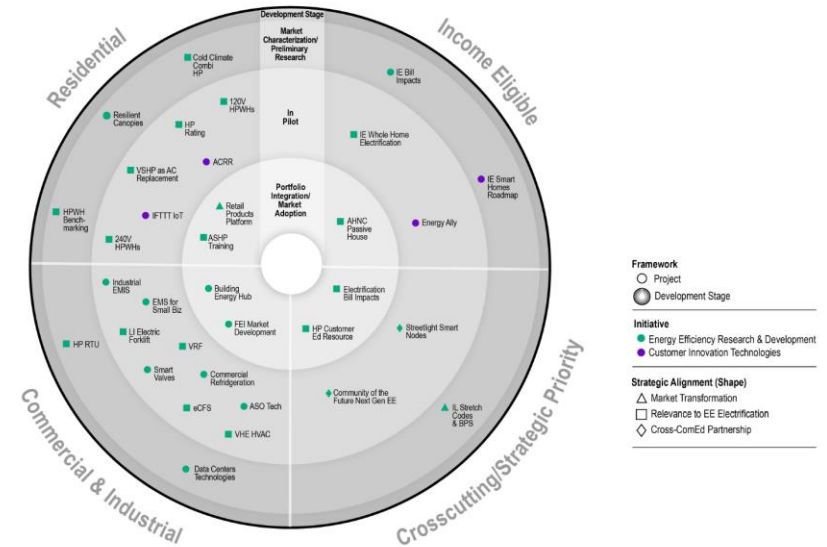 Development Stage
Market
Characterization/
Preliminary
Research
In
Pilot
Portfolio
Integration/
Market
Adoption
Residential
Cold Climate
Combi
HP
120V
HPWHs
Resilient
Canopies
HP
Rating
ACRR
VSHP as AC
Replacement
IFTTT IoT
HPWH
Bench-
marking
240V
HPWHs
Retail
Products
Platform
ASHP
Training
Income Eligible
IE Bill
Impacts
IE Whole Home
Electrification
IE Smart
Homes
Roadmap
Energy Ally
AHNC
Passive
House
Commercial & Industrial
Industrial
EMIS
EMS for
Small Biz
Building
Energy Hub
FEI Market
Development
LI Electric
Forklift
HP RTU
VRF
Smart
Valves
Commercial
Refridgeration
eCFS
ASO Tech
VHE HVAC
Data Centers
Technologies
Crosscutting/Strategic Priority
Electrification
Bill Impacts
HP Customer
Ed Resource
Streetlight Smart
Nodes
Community of the
Future Next Gen EE
IL Stretch
Codes
& BPS
Framework
Project
Development Stage
Initiative
Energy Efficiency Research & Development
Customer Innovation Technologies
Strategic Alignment (Shape)
Market Transformation
Relevance to EE Electrification
Cross-ComEd Partnership